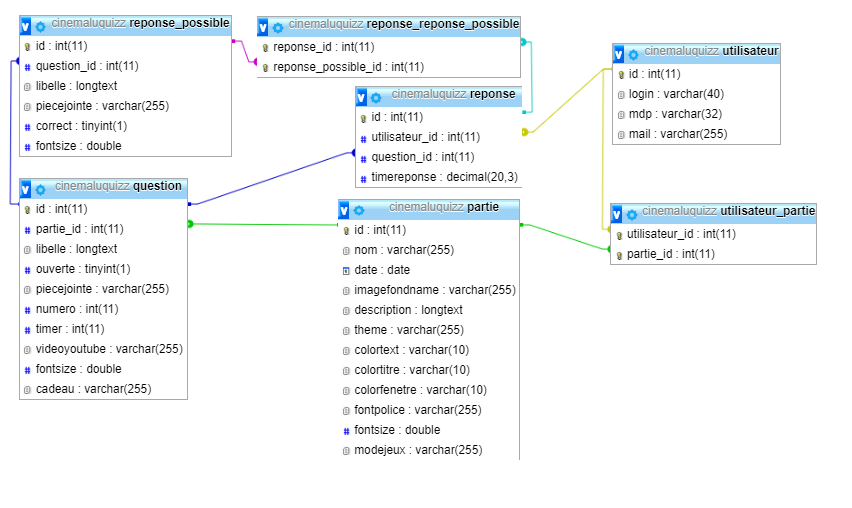 cinemaluquizz reponse_possible
id : int(11)
question_id : int(11)
libelle : longtext
piecejointe : varchar(255)
correct : tinyint(1)
fontsize : double
cinemaluquizz reponse_reponse_possible
reponse_id : int(11)
reponse_possible_id : int(11)
cinemaluquizz reponse
id : int(11)
utilisateur_id : int(11)
question_id : int(11)
timereponse : decimal(20,3)
cinemaluquizz utilisateur
id : int(11)
login : varchar(40)
mdp : varchar(32)
mail : varchar(255)
cinemaluquizz question
id : int(11)
partie_id : int(11)
libelle : longtext
ouverte : tinyint(1)
piecejointe : varchar(255)
numero : int(11)
timer : int(11)
videoyoutube : varchar(255)
fontsize : double
cadeau : varchar(255)
cinemaluquizz partie
id : int(11)
nom : varchar(255)
date : date
imagefondname : varchar(255)
description : longtext
theme : varchar(255)
colortext : varchar(10)
colortitre : varchar(10)
colorfenetre : varchar(10)
fontpolice : varchar(255)
fontsize : double
modejeux : varchar(255)
cinemaluquizz utilisateur_partie
utilisateur_id : int(11)
partie_id : int(11)